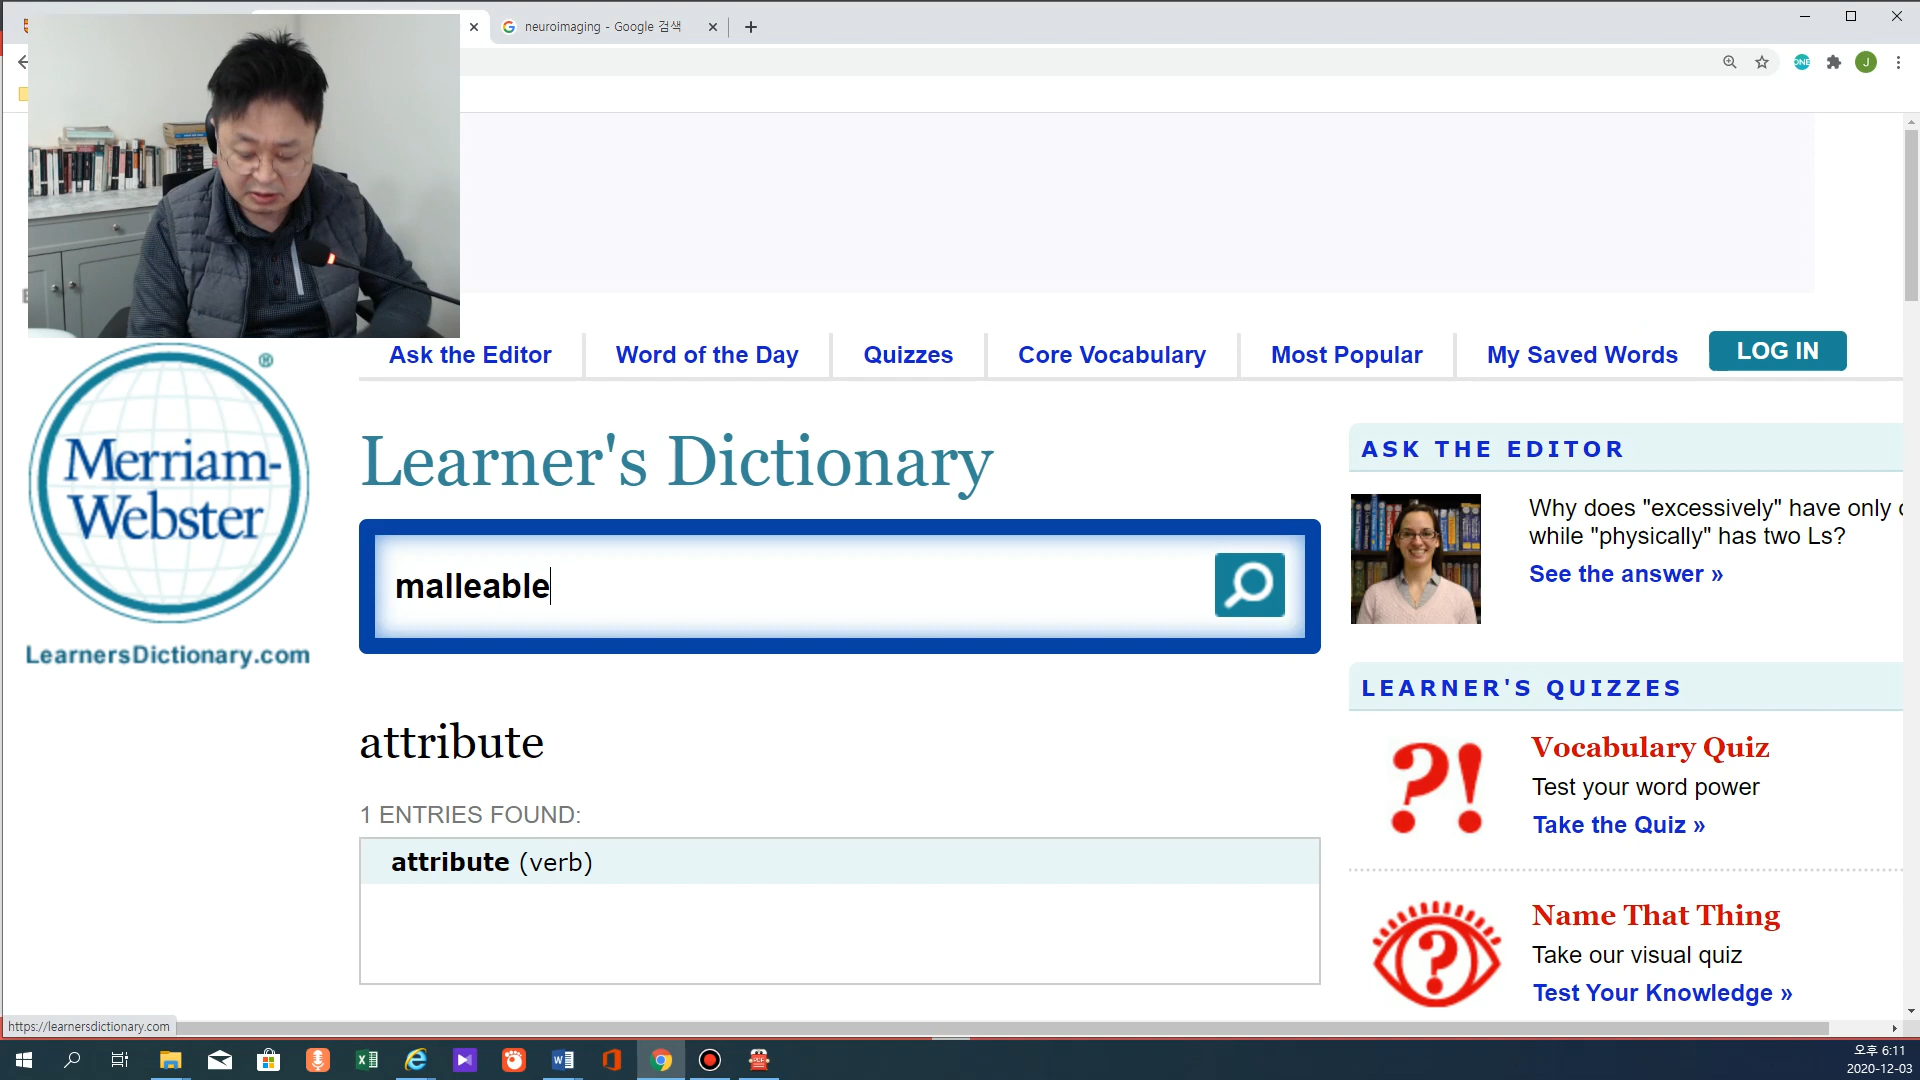 neuroimaging - Google 검색
ONE
J
Ask the Editor
Word of the Day
Quizzes
Core Vocabulary
Most Popular
My Saved Words
LOG IN
®
Merriam-
Webster
LearnersDictionary.com
Learner's Dictionary
malleable
attribute
1 ENTRIES FOUND:
attribute (verb)
ASK THE EDITOR
Why does "excessively" have only
while "physically" has two Ls?
See the answer »
LEARNER'S QUIZZES
?!
Vocabulary Quiz
Test your word power
Take the Quiz »
?
Name That Thing
Take our visual quiz
Test Your Knowledge »
https://learnersdictionary.com
PDF
오후 6:11
2020-12-03